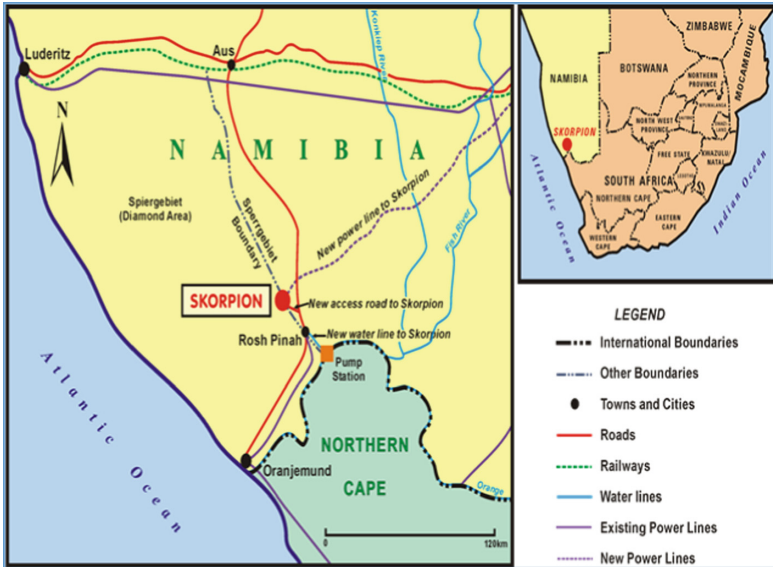 Luderitz
Aus
Konkiep River
N
NAMIBIA
Spiergebiet
(Diamond Area)
Sperrgebiet
Boundary
New power line to Skorpion
Fish River
SKORPION
New access road to Skorpion
Rosh Pinah
New water line to Skorpion
Pump
Station
Atlantic Ocean
Oranjemund
NORTHERN
CAPE
Orange
0
120km
ZIMBABWE
NAMIBIA
BOTSWANA
MOCAMBIQUE
NORTHERN
PROVINCE
MPUMALANGA
NORTH WEST
PROVINCE
SKORPION
FREE STATE
KWAZULU/
NATAL
SOUTH AFRICA
LESOTHO
NORTHERN CAPE
EASTERN
CAPE
WESTERN
CAPE
Atlantic Ocean
Indian Ocean
LEGEND
International Boundaries
Other Boundaries
Towns and Cities
Roads
Railways
Water lines
Existing Power Lines
New Power Lines